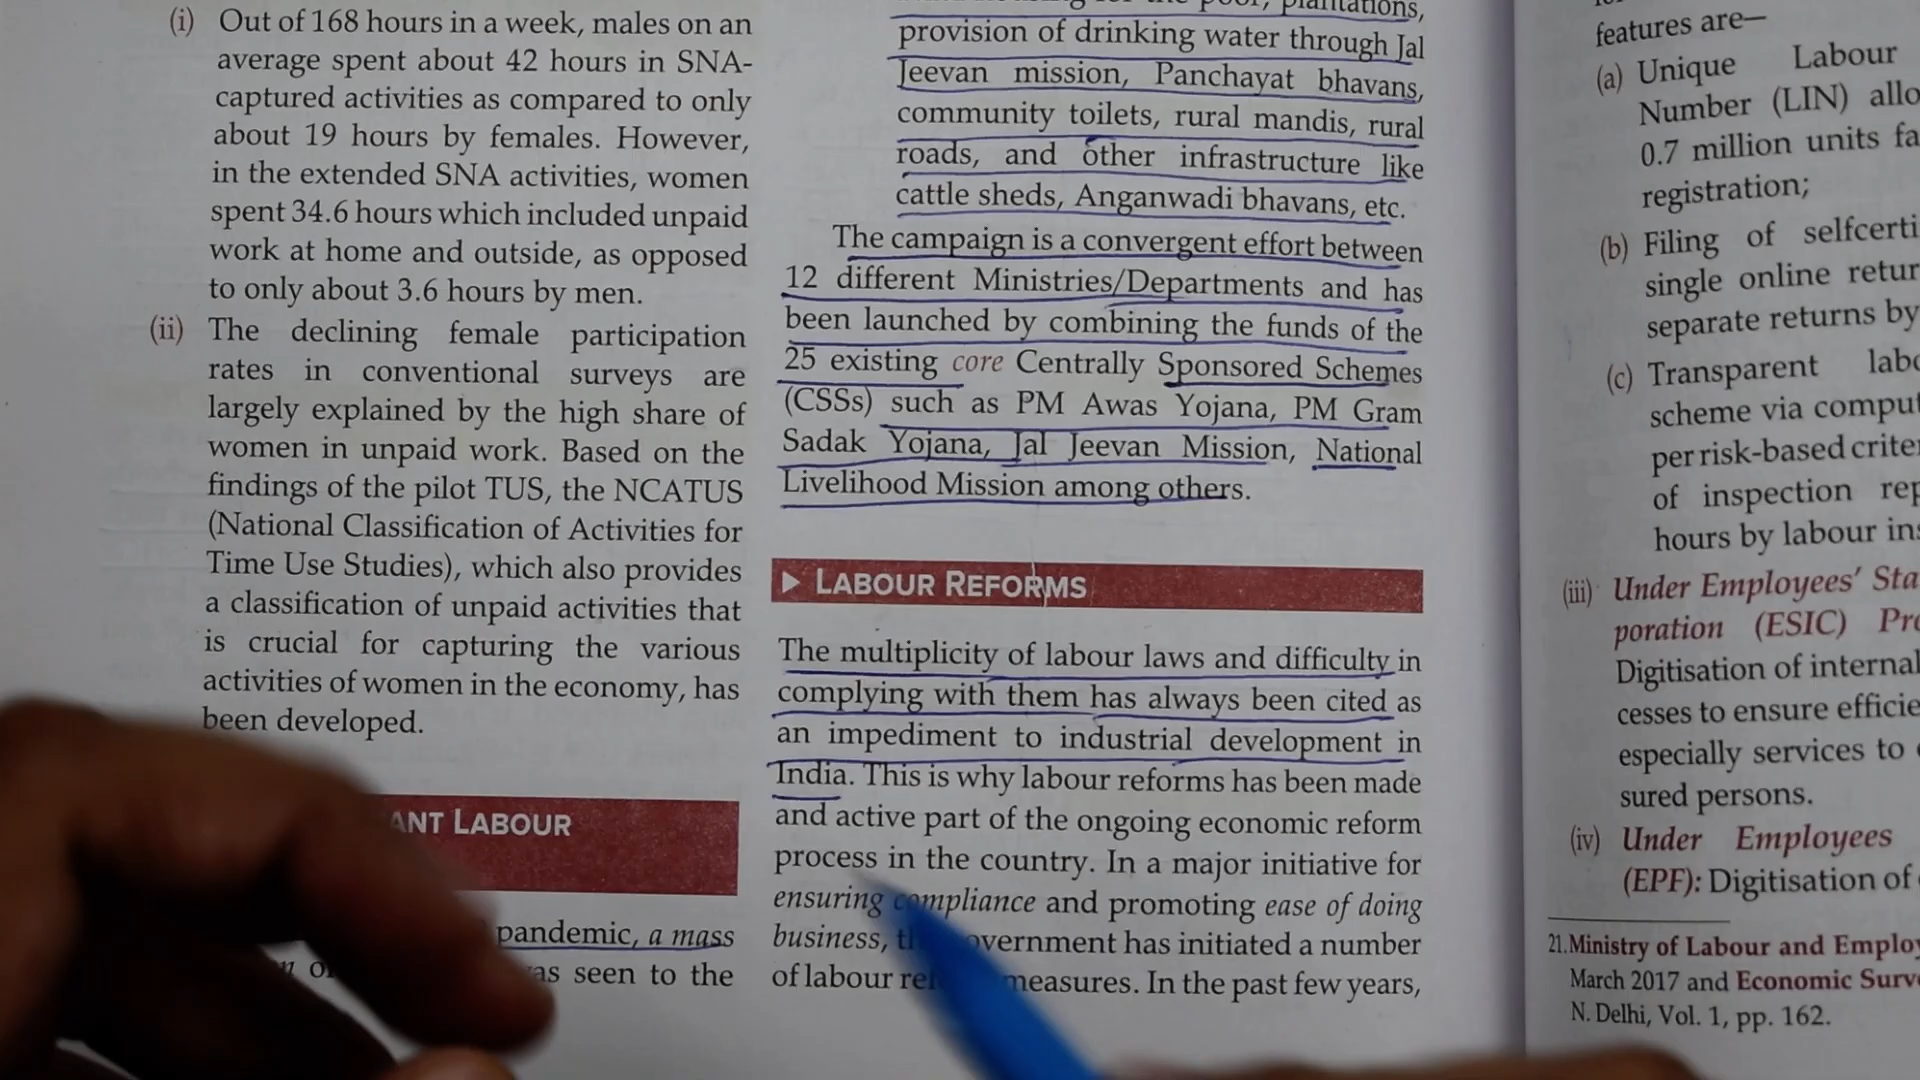 (i) Out of 168 hours in a week, males on an
average spent about 42 hours in SNA-
captured activities as compared to only
about 19 hours by females. However,
in the extended SNA activities, women
spent 34.6 hours which included unpaid
work at home and outside, as opposed
to only about 3.6 hours by men.
(ii) The declining female participation
rates in conventional surveys are
largely explained by the high share of
women in unpaid work. Based on the
findings of the pilot TUS, the NCATUS
(National Classification of Activities for
Time Use Studies), which also provides
a classification of unpaid activities that
is crucial for capturing the various
activities of women in the economy, has
been developed.
ANT LABOUR
pandemic, a mass
as seen to the
plantations,
provision of drinking water through Jal
Jeevan mission, Panchayat bhavans,
community toilets, rural mandis, rural
roads, and other infrastructure like
cattle sheds, Anganwadi bhavans, etc.
The campaign is a convergent effort between
12 different Ministries/Departments and has
been launched by combining the funds of the
25 existing core Centrally Sponsored Schemes
(CSSs) such as PM Awas Yojana, PM Gram
Sadak Yojana, Jal Jeevan Mission, National
Livelihood Mission among others.
LABOUR REFORMS
The multiplicity of labour laws and difficulty in
complying with them has always been cited as
an impediment to industrial development in
India. This is why labour reforms has been made
and active part of the ongoing economic reform
process in the country. In a major initiative for
ensuring compliance and promoting ease of doing
business, government has initiated a number
of labour measures. In the past few years,
features are—
(a) Unique Labour
Number (LIN) allo
0.7 million units fa
registration;
(b) Filing of selfcerti
single online retur
separate returns by
(c) Transparent labo
scheme via comput
per risk-based criter
of inspection rep
hours by labour ins
(iii) Under Employees' Sta
poration (ESIC) Pro
Digitisation of internal
cesses to ensure efficie
especially services to
sured persons.
(iv) Under Employees
(EPF): Digitisation of
21. Ministry of Labour and Employ
March 2017 and Economic Surv
N. Delhi, Vol. 1, pp. 162.